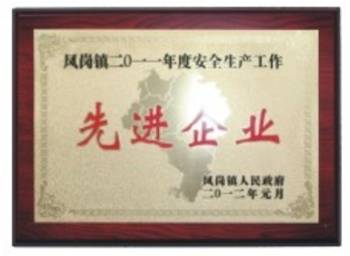 凤岗镇二〇一一年度安全生产工作
先进企业
凤岗镇人民政府
二〇一二年元月